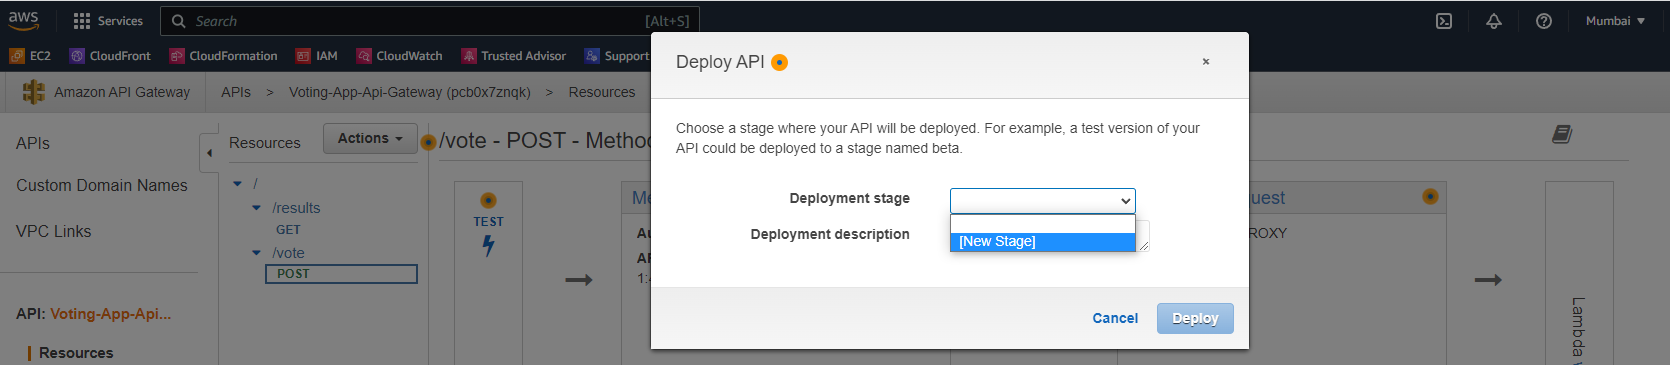 aws
Services
Search
[Alt+S]
Mumbai
EC2
CloudFront
CloudFormation
IAM
CloudWatch
Trusted Advisor
Support
Amazon API Gateway
APIs > Voting-App-Api-Gateway (pcb0x7znqk) > Resources
APIs
Custom Domain Names
VPC Links
API: Voting-App-Api...
Resources
Resources
Actions
/
/results
GET
/vote
POST
/vote - POST - Metho
TEST
Deploy API
×
Choose a stage where your API will be deployed. For example, a test version of your
API could be deployed to a stage named beta.
Deployment stage
[New Stage]
Deployment description
Cancel
Deploy
uest
ROXY
Lambda